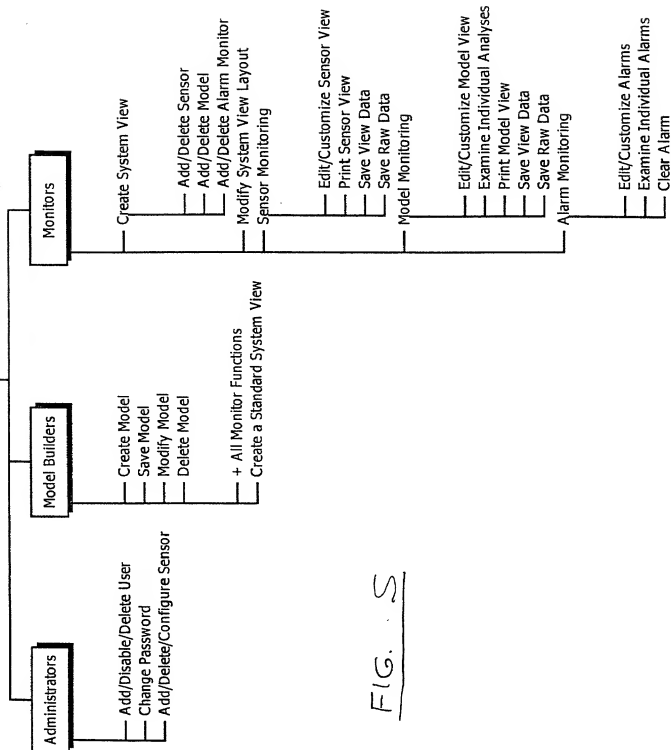 Administrators
Add/Disable/Delete User
Change Password
Add/Delete/Configure Sensor
Model Builders
Create Model
Save Model
Modify Model
Delete Model
+ All Monitor Functions
Create a Standard System View
Monitors
Create System View
Add/Delete Sensor
Add/Delete Model
Add/Delete Alarm Monitor
Modify System View Layout
Sensor Monitoring
Edit/Customize Sensor View
Print Sensor View
Save View Data
Save Raw Data
Model Monitoring
Edit/Customize Model View
Examine Individual Analyses
Print Model View
Save View Data
Save Raw Data
Alarm Monitoring
Edit/Customize Alarms
Examine Individual Alarms
Clear Alarm
FIG. 5